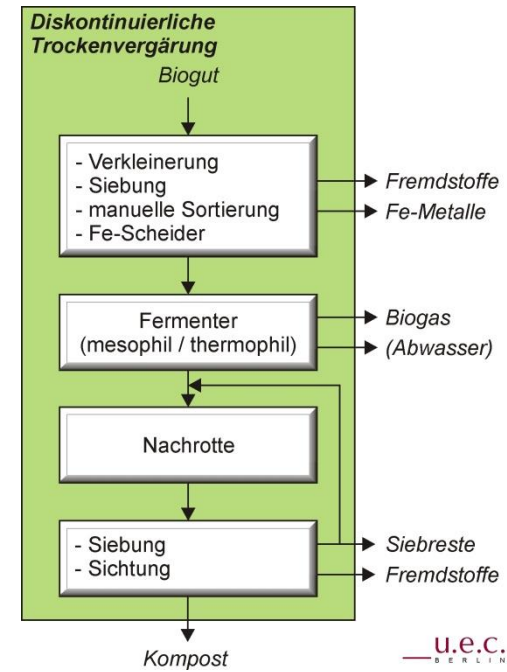 Diskontinuierliche
Trockenvergärung
Biogut
- Verkleinerung
- Siebung
- manuelle Sortierung
- Fe-Scheider
Fremdstoffe
Fe-Metalle
Fermenter
(mesophil / thermophil)
Biogas
(Abwasser)
Nachrotte
- Siebung
- Sichtung
Siebreste
Fremdstoffe
Kompost
u.e.c.
BERLIN